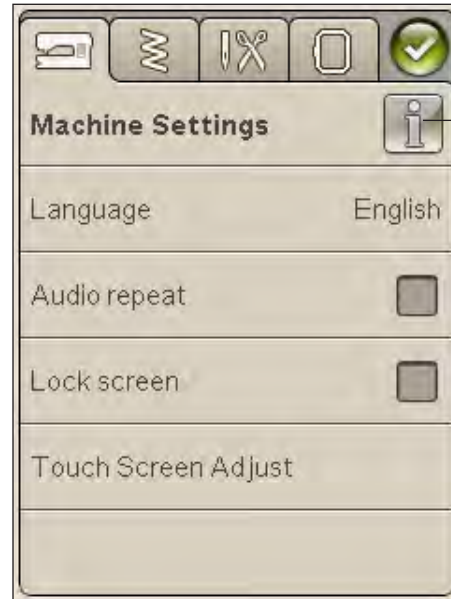 Machine Settings
Language English
Audio repeat
Lock screen
Touch Screen Adjust